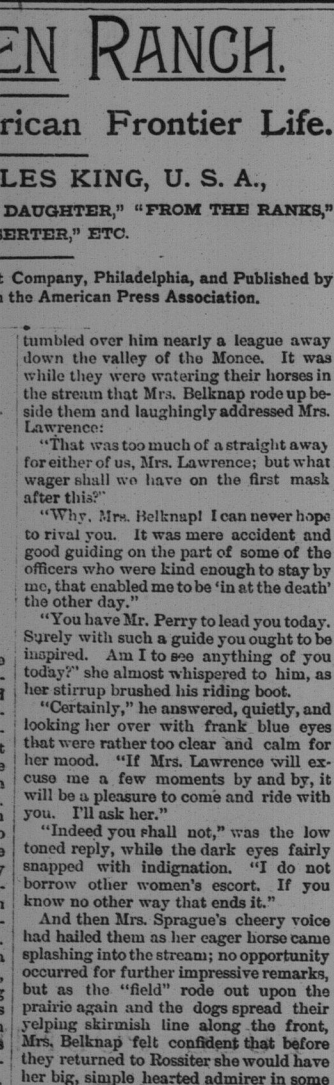 EN RANCH.
rican Frontier Life.
LES KING, U. S. A.,
DAUGHTER," "FROM THE RANKS,"
SERTER," ETC.
t Company, Philadelphia, and Published by
the American Press Association.
tumbled over him nearly a league away
down the valley of the Monee. It was
while they were watering their horses in
the stream that Mrs. Belknap rode up be-
side them and laughingly addressed Mrs.
Lawrence:
"That was too much of a straight away
for either of us, Mrs. Lawrence; but what
wager shall we have on the first mask
after this?"
"Why, Mrs. Belknap! I can never hope
to rival you. It was mere accident and
good guiding on the part of some of the
officers who were kind enough to stay by
me, that enabled me to be 'in at the death'
the other day."
"You have Mr. Perry to lead you today.
Surely with such a guide you ought to be
inspired. Am I to see anything of you
today?" she almost whispered to him, as
her stirrup brushed his riding boot.
"Certainly," he answered, quietly, and
looking her over with frank blue eyes
that were rather too clear and calm for
her mood. "If Mrs. Lawrence will ex-
cuse me a few moments by and by, it
will be a pleasure to come and ride with
you. I'll ask her."
"Indeed you shall not," was the low
toned reply, while the dark eyes fairly
snapped with indignation. "I do not
borrow other women's escort. If you
know no other way that ends it."
And then Mrs. Sprague's cheery voice
had hailed them as her eager horse came
splashing into the stream; no opportunity
occurred for further impressive remarks,
but as the "field" rode out upon the
prairie again and the dogs spread their
yelping skirmish line along the front,
Mrs. Belknap felt confident that before
they returned to Rossiter she would have
her big, simple hearted admirer in some